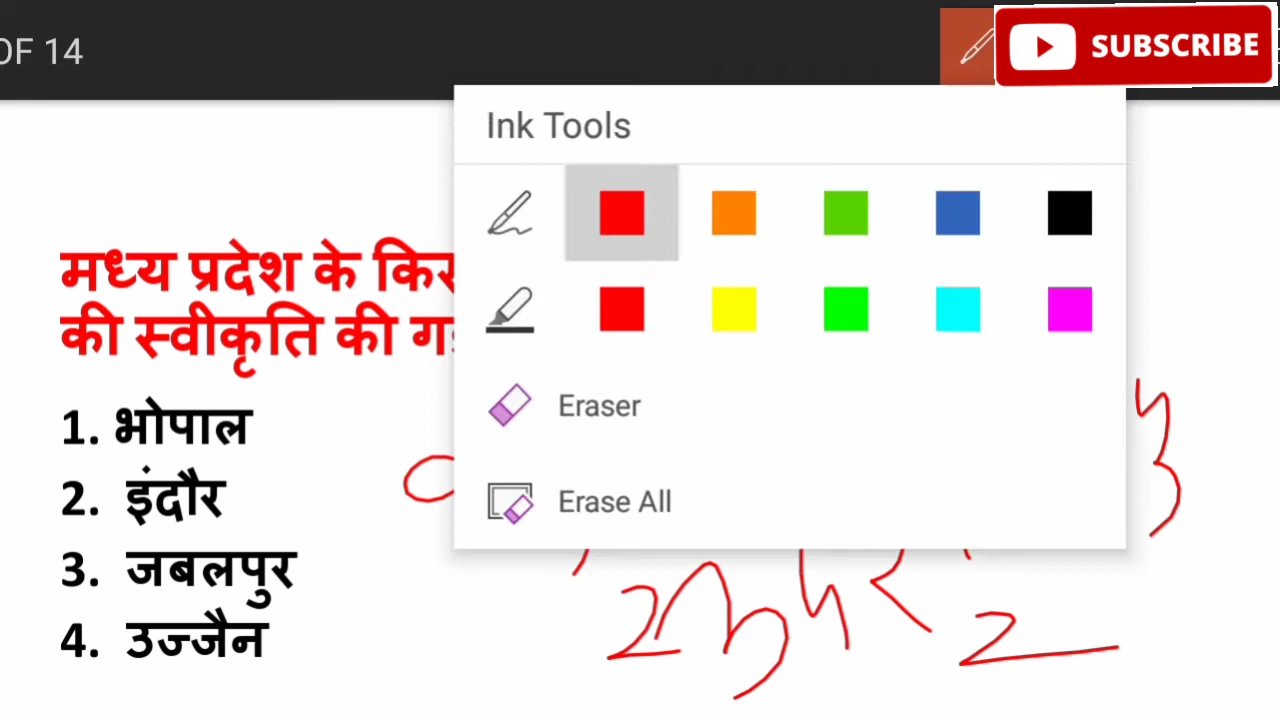 OF 14
SUBSCRIBE
Ink Tools
मध्य प्रदेश के
की स्वीकृति की
Eraser
1. भोपाल
2. इंदौर
Erase All
3. जबलपुर
4. उज्जैन